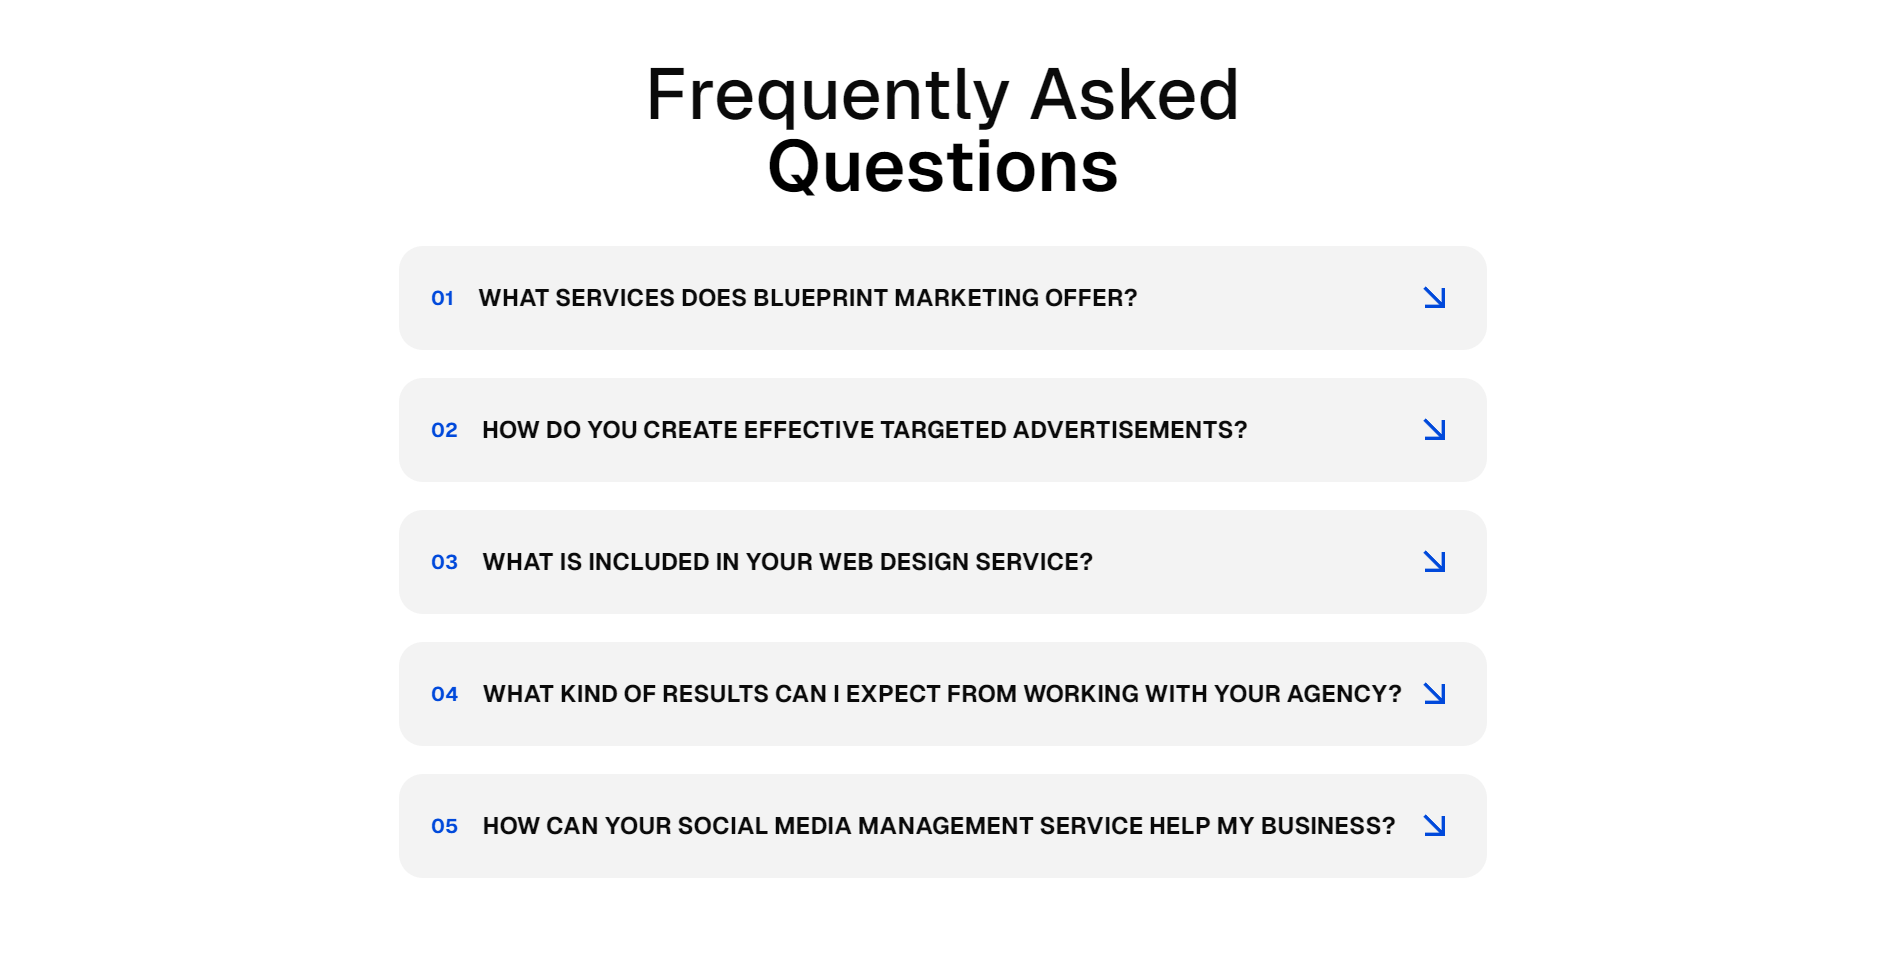 Frequently Asked
Questions
01 WHAT SERVICES DOES BLUEPRINT MARKETING OFFER?
02 HOW DO YOU CREATE EFFECTIVE TARGETED ADVERTISEMENTS?
03 WHAT IS INCLUDED IN YOUR WEB DESIGN SERVICE?
04 WHAT KIND OF RESULTS CAN I EXPECT FROM WORKING WITH YOUR AGENCY?
05 HOW CAN YOUR SOCIAL MEDIA MANAGEMENT SERVICE HELP MY BUSINESS?